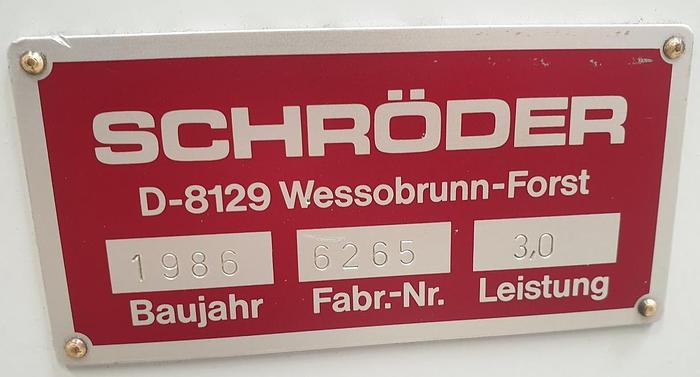 SCHRÖDER
D-8129 Wessobrunn-Forst
1986 6265 3,0
Baujahr Fabr.-Nr. Leistung